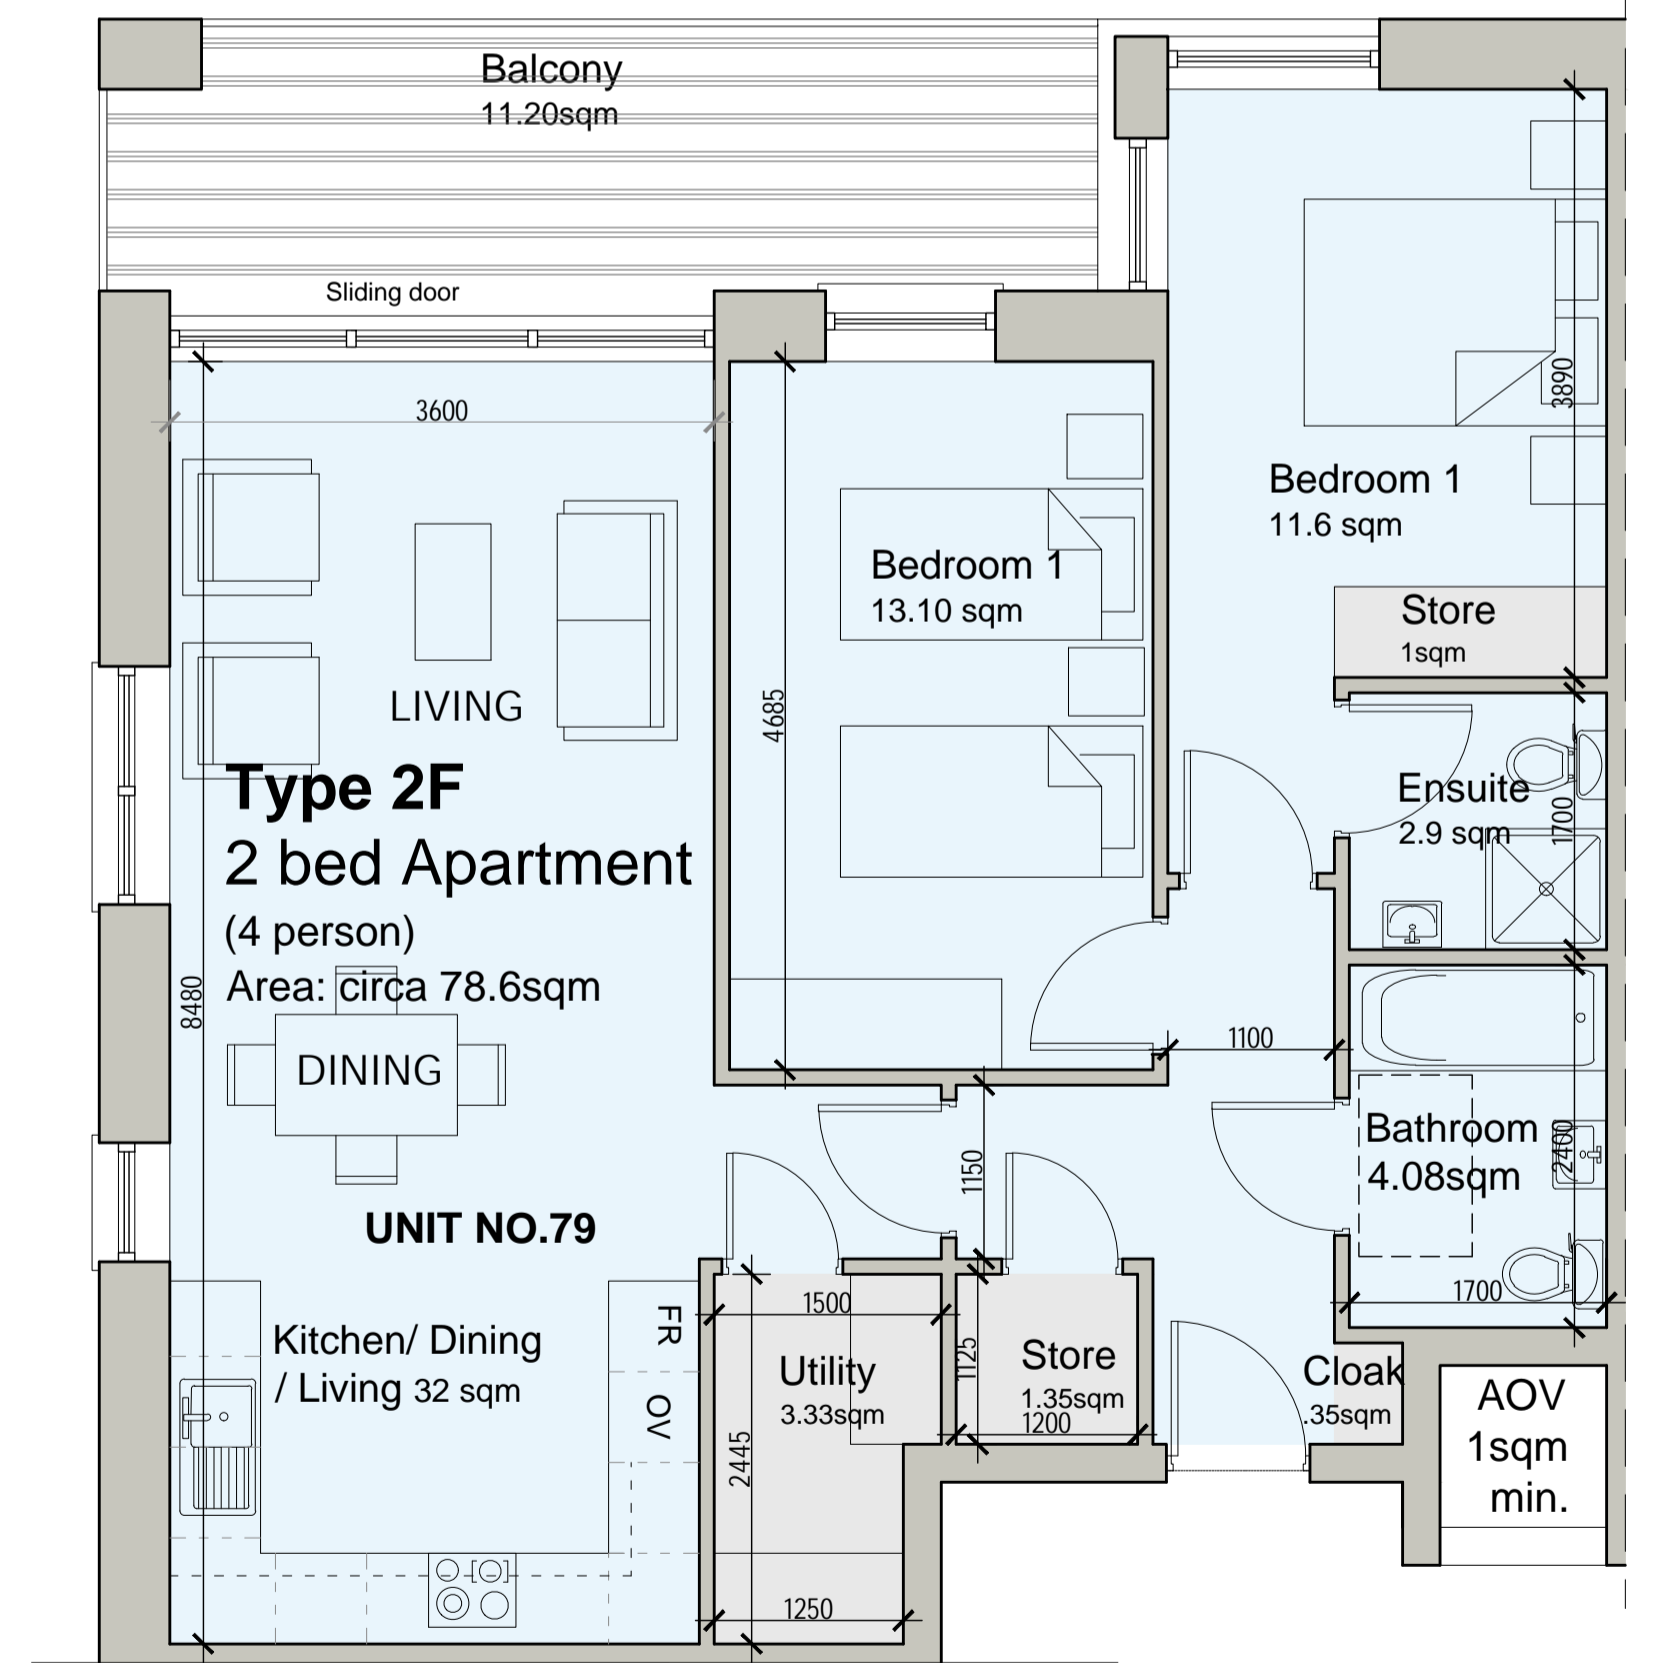 Balcony
11.20sqm
Sliding door
3600
3890
Bedroom 1
11.6 sqm
Bedroom 1
13.10 sqm
Store
1sqm
4685
LIVING
Type 2F
2 bed Apartment
(4 person)
Area: circa 78.6sqm
Ensuite
2.9 sqm
1700
8480
DINING
1100
Bathroom
4.08sqm
2400
1150
UNIT NO.79
1700
1500
FR
Kitchen/ Dining
/ Living 32 sqm
OV
Utility
3.33sqm
1125
Store
1.35sqm
1200
Cloak
.35sqm
AOV
1sqm
min.
2445
1250